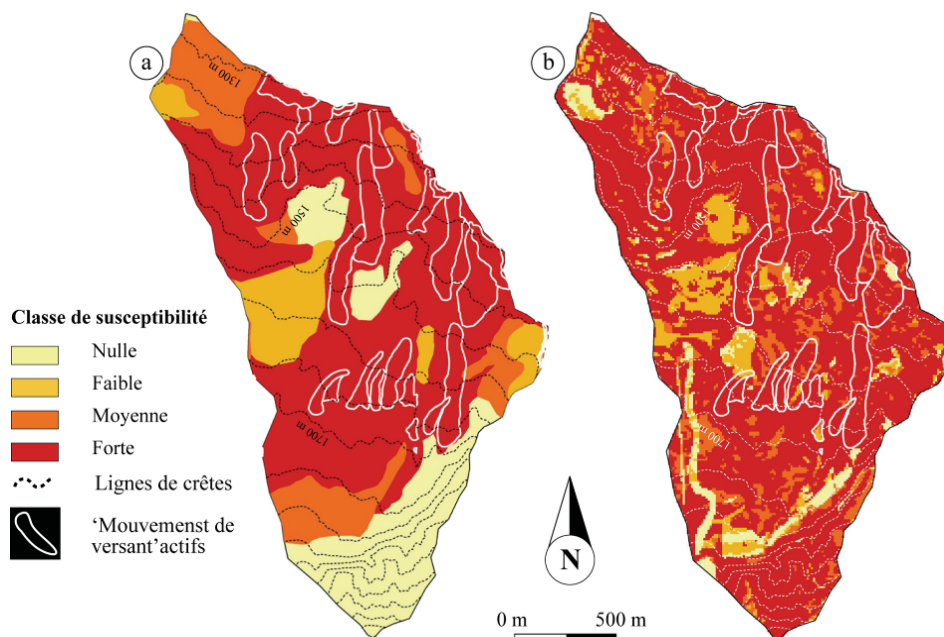 a
b
1300 m
1300 m
1500 m
1500 m
Classe de susceptibilité
Nulle
Faible
Moyenne
Forte
Lignes de crêtes
‘Mouvemenst de
versant’actifs
1700 m
1700 m
N
0 m
500 m